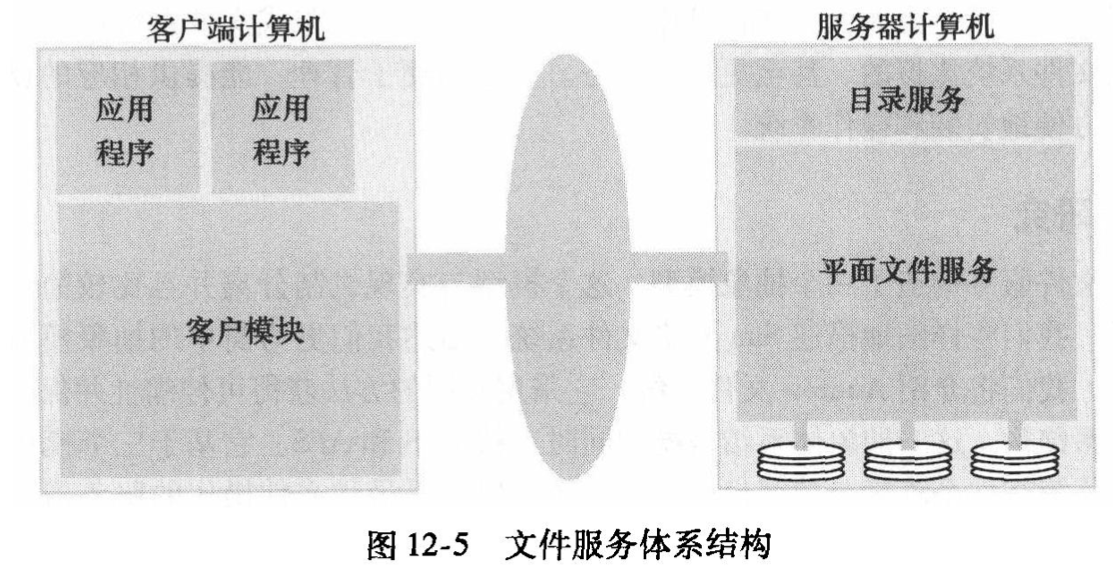 客户端计算机
服务器计算机
应用
程序
应用
程序
客户模块
目录服务
平面文件服务
图 12-5 文件服务体系结构